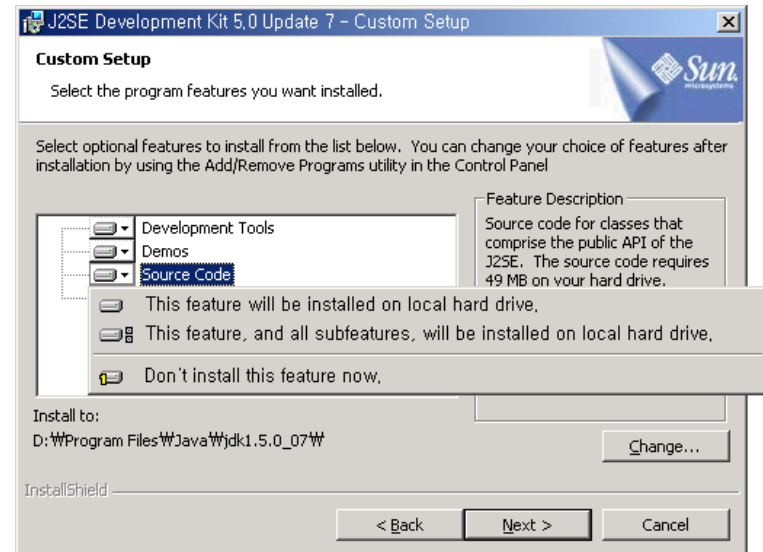 J2SE Development Kit 5.0 Update 7 - Custom Setup
Custom Setup
Select the program features you want installed.
Sun
microsystems
Select optional features to install from the list below. You can change your choice of features after
installation by using the Add/Remove Programs utility in the Control Panel
Development Tools
Demos
Source Code
Feature Description
Source code for classes that
comprise the public API of the
J2SE. The source code requires
49 MB on your hard drive.
This feature will be installed on local hard drive,
This feature, and all subfeatures, will be installed on local hard drive,
Don't install this feature now,
Install to:
D:₩Program Files₩Java₩jdk1.5.0_07₩
Change...
InstallShield
< Back
Next >
Cancel